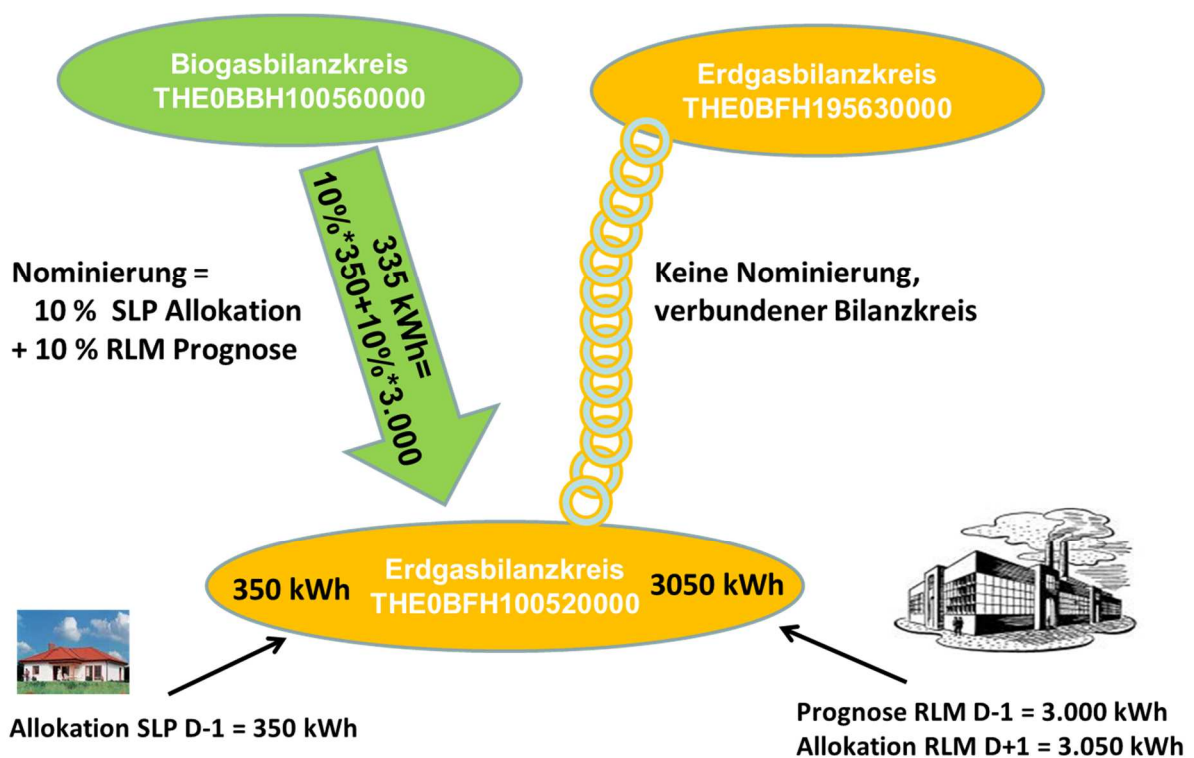 Biogasbilanzkreis
THE0BBH100560000
Erdgasbilanzkreis
THE0BFH195630000
335 kWh=
10%*350+10%*3.000
Nominierung =
10 % SLP Allokation
+ 10 % RLM Prognose
Keine Nominierung,
verbundener Bilanzkreis
350 kWh
Erdgasbilanzkreis
THE0BFH100520000
3050 kWh
Allokation SLP D-1 = 350 kWh
Prognose RLM D-1 = 3.000 kWh
Allokation RLM D+1 = 3.050 kWh